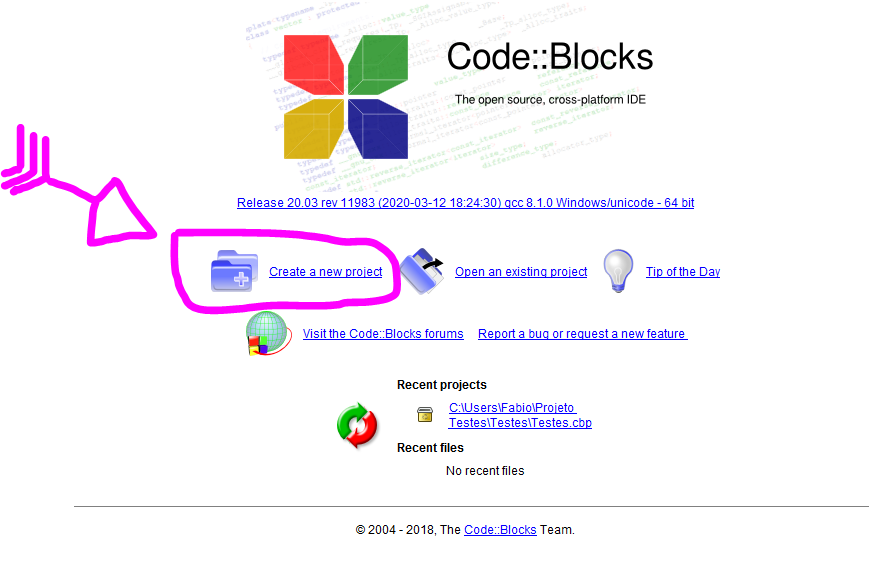 Code::Blocks
The open source, cross-platform IDE
Release 20.03 rev 11983 (2020-03-12 18:24:30) gcc 8.1.0 Windows/unicode - 64 bit
Create a new project
Open an existing project
Tip of the Day
Visit the Code::Blocks forums
Report a bug or request a new feature
Recent projects
C:\Users\Fabio\Projeto
Testes\Testes\Testes.cbp
Recent files
No recent files
© 2004 - 2018, The Code::Blocks Team.